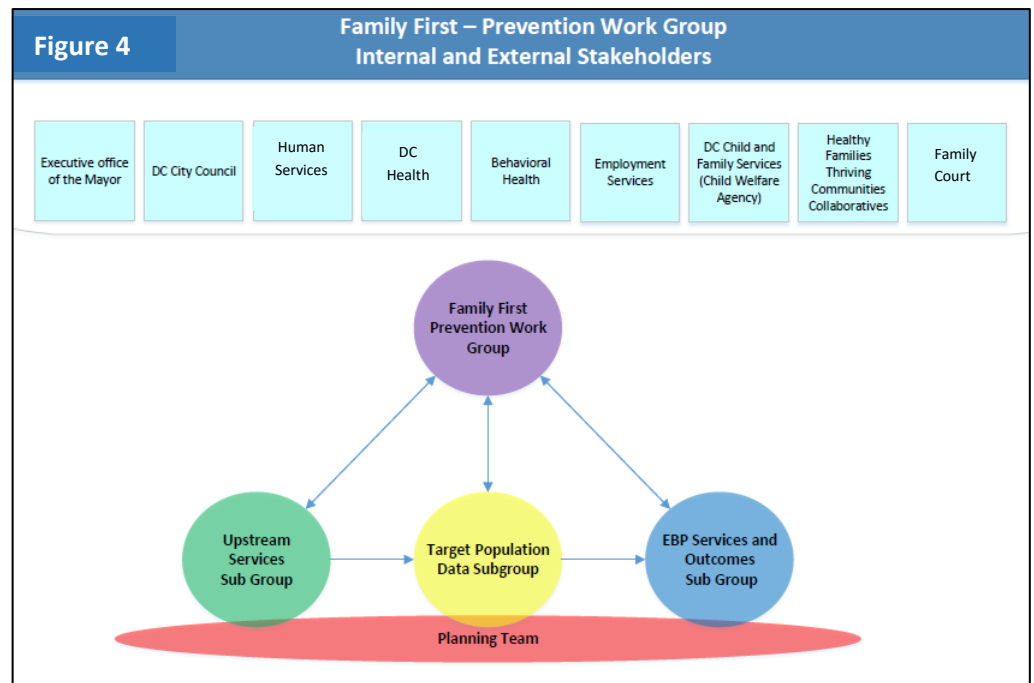 Figure 4
Family First – Prevention Work Group
Internal and External Stakeholders
Executive office
of the Mayor
DC City Council
Human
Services
DC
Health
Behavioral
Health
Employment
Services
DC Child and
Family Services
(Child Welfare
Agency)
Healthy
Families
Thriving
Communities
Collaboratives
Family
Court
Family First
Prevention Work
Group
Upstream
Services
Sub Group
Target Population
Data Subgroup
EBP Services and
Outcomes
Sub Group
Planning Team